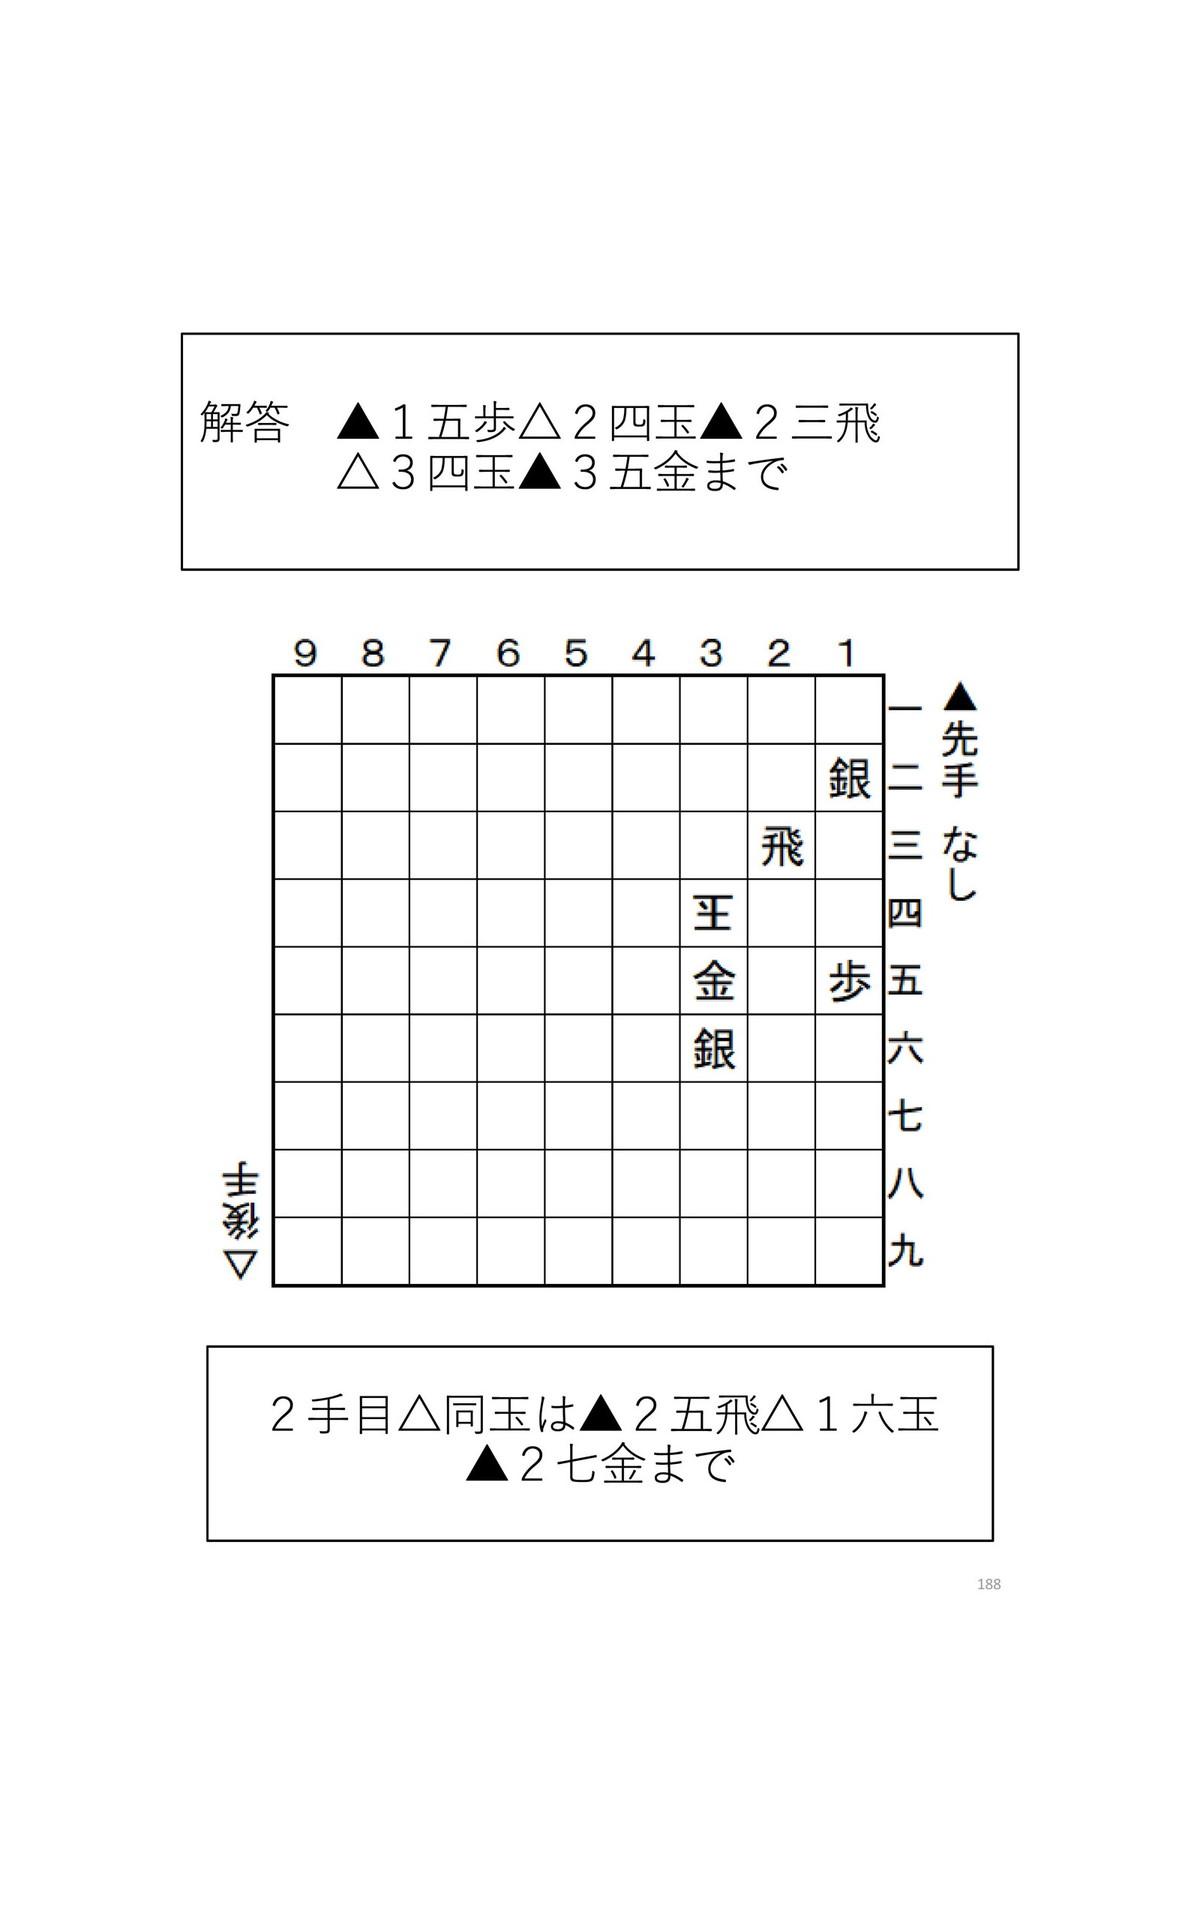 解答　▲１五歩△２四玉▲２三飛
△３四玉▲３五金まで
９ ８ ７ ６ ５ ４ ３ ２ １
一
二
三
四
五
六
七
八
九
▲先手 なし
銀
飛
王
金 歩
銀
△後手
２手目△同玉は▲２五飛△１六玉
▲２七金まで
188